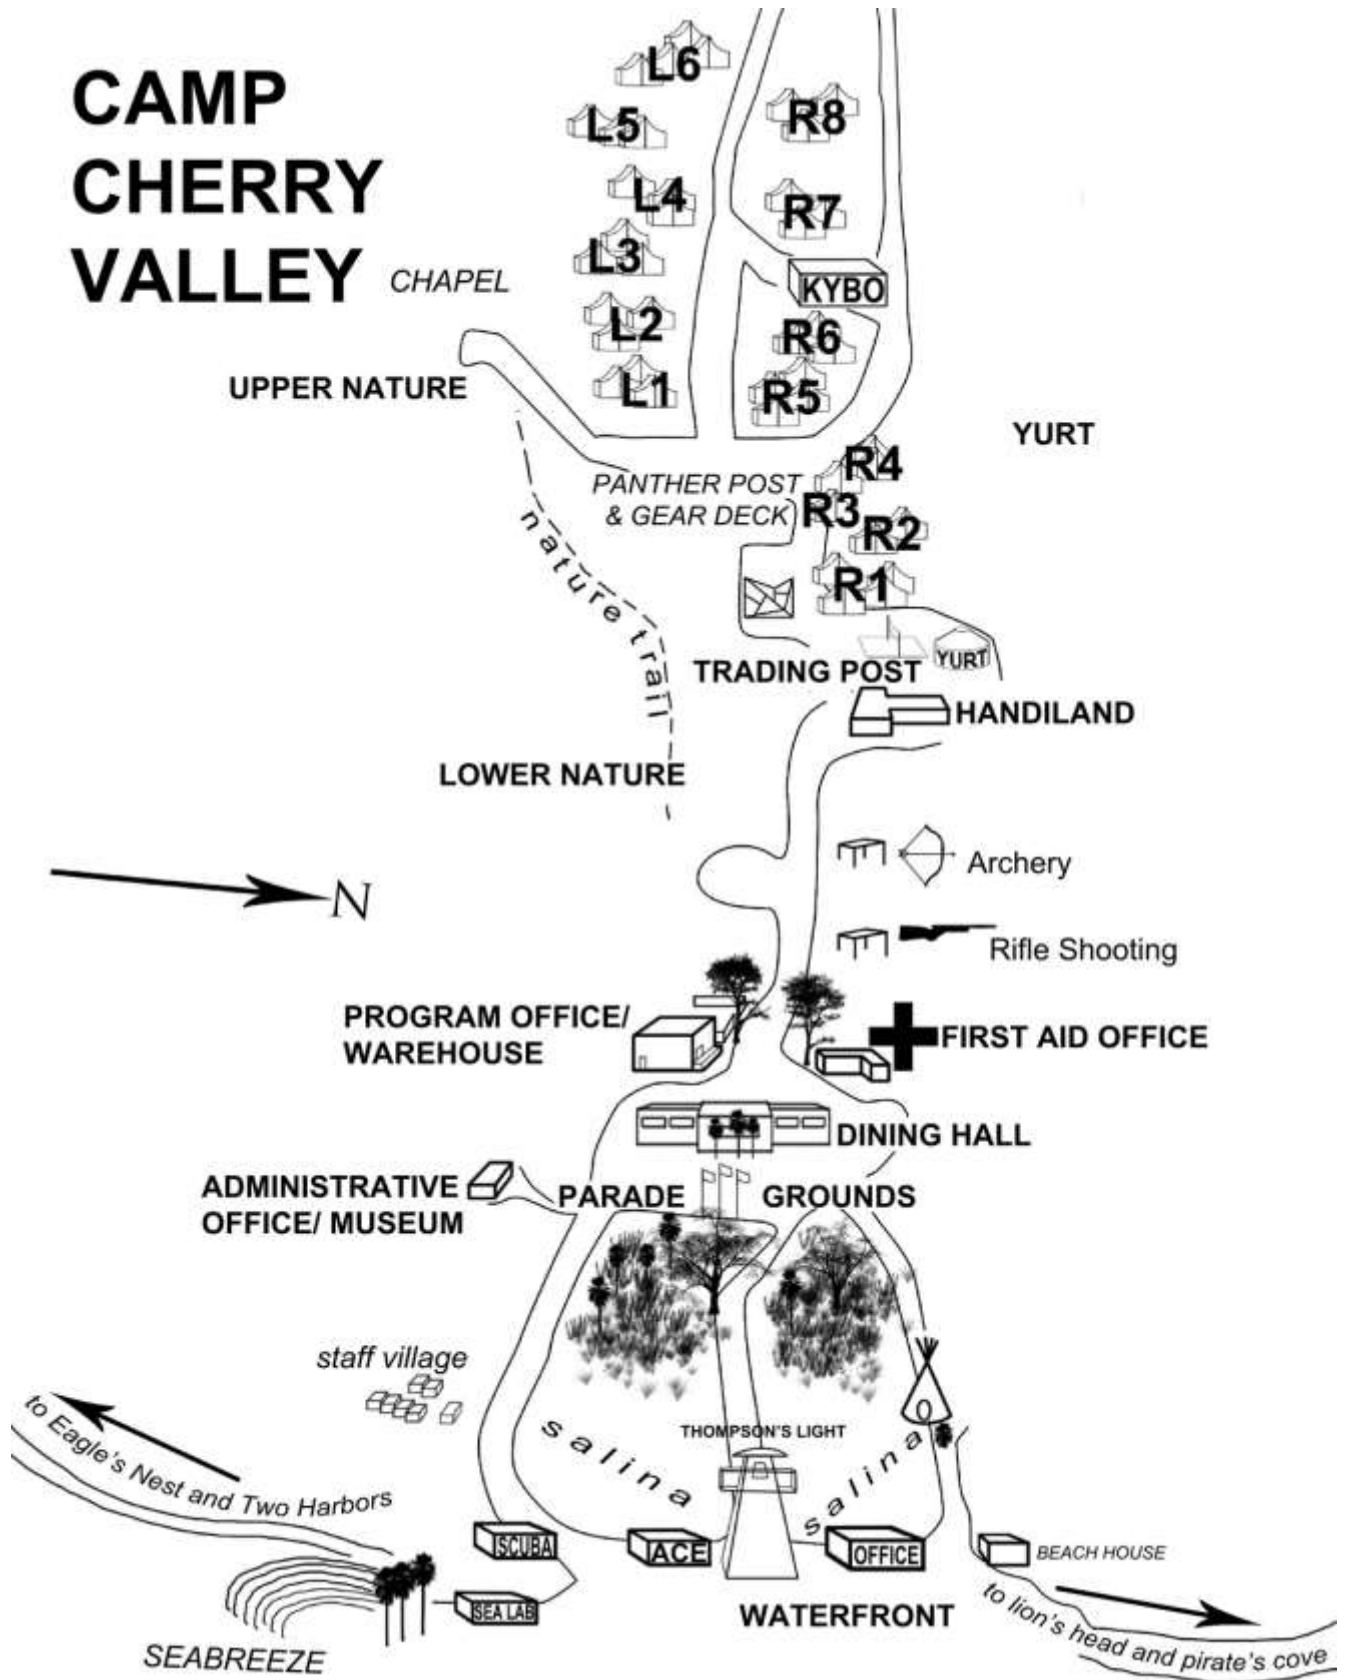 CAMP
CHERRY
VALLEY
L6
L5
R8
L4
R7
L3
CHAPEL
KYBO
L2
R6
UPPER NATURE
L1
R5
YURT
R4
PANTHER POST
& GEAR DECK
R3
R2
nature trail
R1
YURT
TRADING POST
HANDILAND
LOWER NATURE
Archery
N
Rifle Shooting
PROGRAM OFFICE/
WAREHOUSE
FIRST AID OFFICE
DINING HALL
ADMINISTRATIVE
OFFICE/ MUSEUM
PARADE GROUNDS
staff village
THOMPSON'S LIGHT
salina
salina
to Eagle's Nest and Two Harbors
SCUBA
ACE
OFFICE
BEACH HOUSE
SEA LAB
WATERFRONT
to lion's head and pirate's cove
SEABREEZE